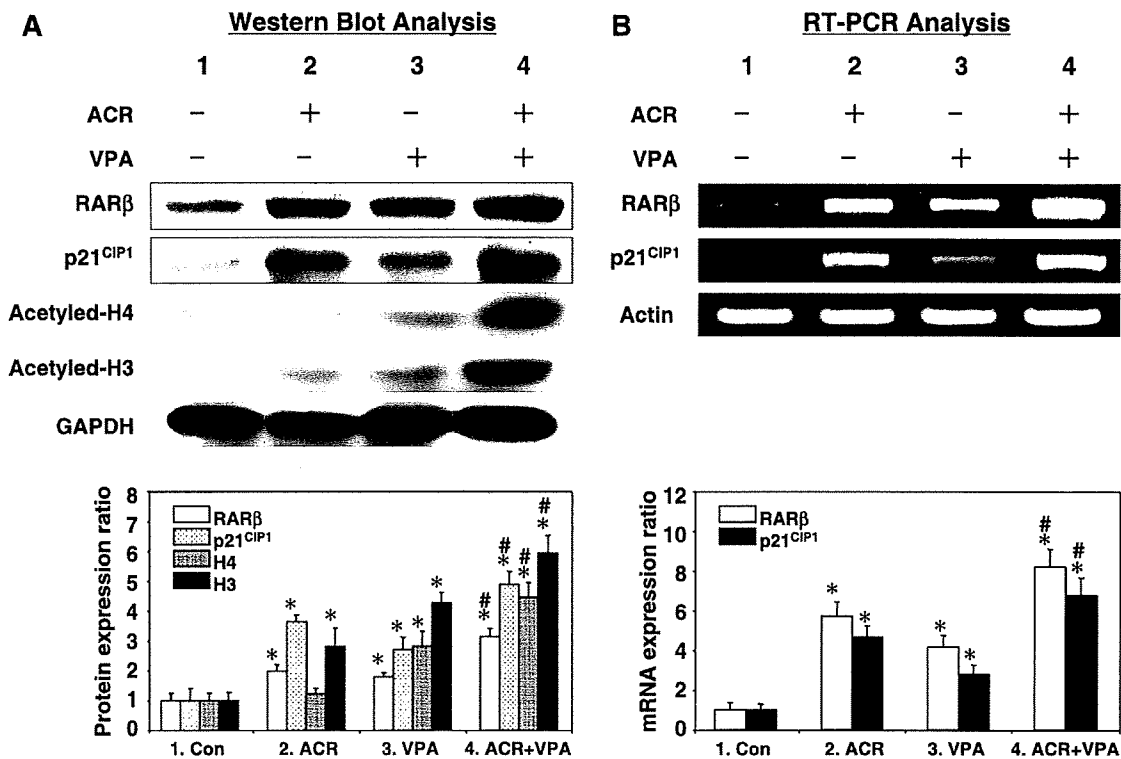 A Western Blot Analysis
1 2 3 4
ACR − + − +
VPA − − + +
RARβ
p21CIP1
Acetyled-H4
Acetyled-H3
GAPDH
Protein expression ratio
8
7
6
5
4
3
2
1
0
RARβ
p21CIP1
H4
H3
* * *
* * * *
#* #* #* #*
1. Con 2. ACR 3. VPA 4. ACR+VPA
B RT-PCR Analysis
1 2 3 4
ACR − + − +
VPA − − + +
RARβ
p21CIP1
Actin
mRNA expression ratio
12
10
8
6
4
2
0
RARβ
p21CIP1
* *
* *
#* #*
1. Con 2. ACR 3. VPA 4. ACR+VPA